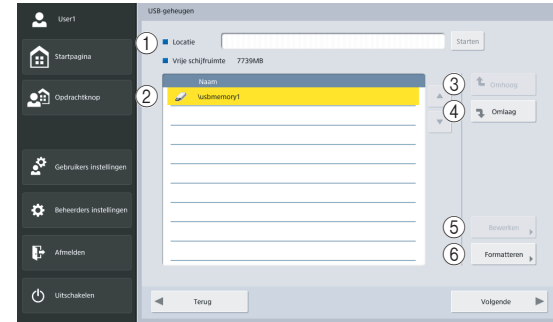 User1
Startpagina
Opdrachtknop
Gebruikers instellingen
Beheerders instellingen
Afmelden
Uitschakelen
USB-geheugen
1 Locatie Starten
Vrije schijfruimte 7739MB
Naam
2 \usbmemory1
3 Omhoog
4 Omlaag
5 Bewerken
6 Formatteren
Terug
Volgende